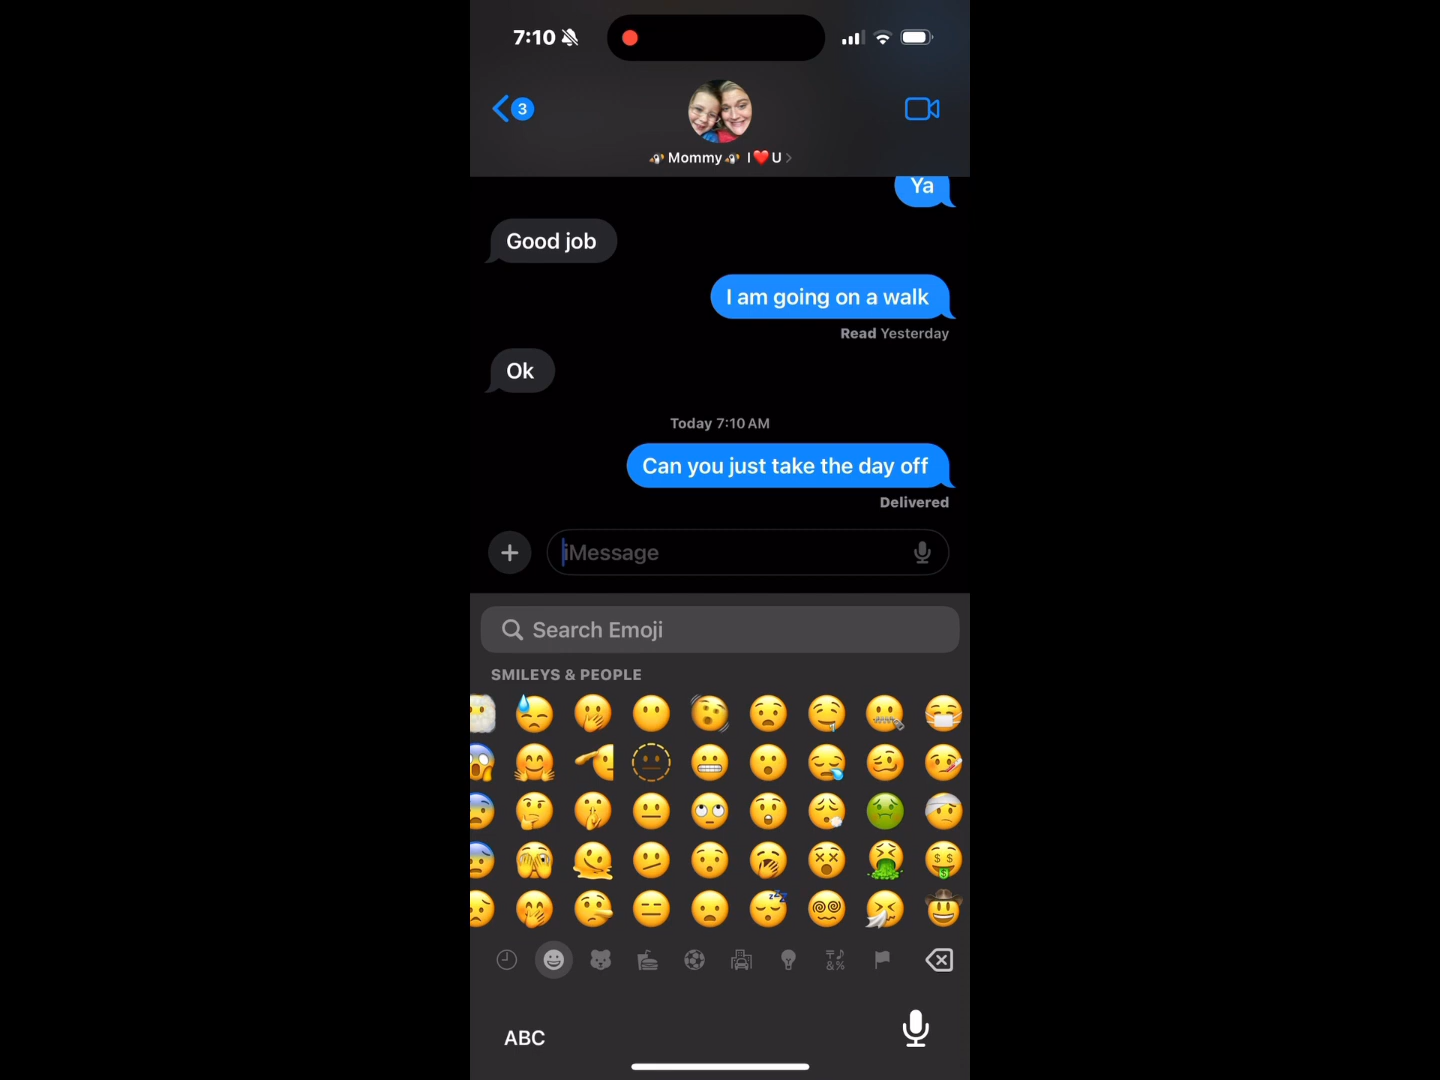 7:10
3
Mommy I❤️U
Ya
Good job
I am going on a walk
Read Yesterday
Ok
Today 7:10 AM
Can you just take the day off
Delivered
iMessage
Search Emoji
SMILEYS & PEOPLE
ABC